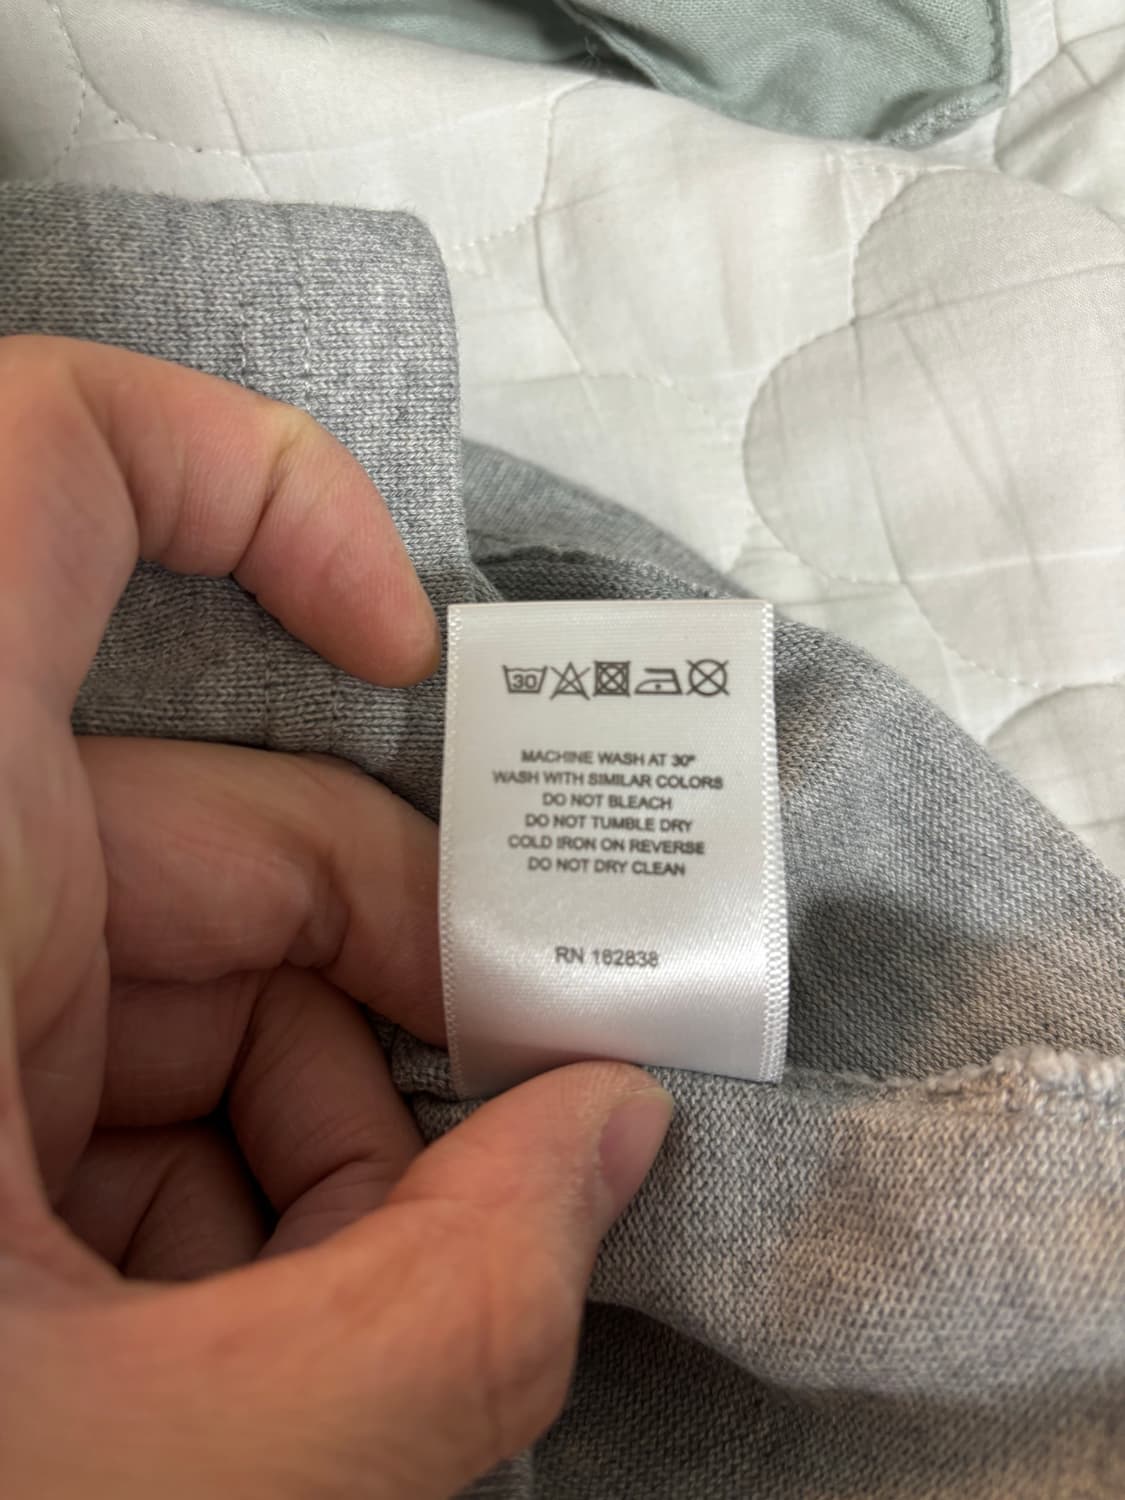 30
MACHINE WASH AT 30°
WASH WITH SIMILAR COLORS
DO NOT BLEACH
DO NOT TUMBLE DRY
COLD IRON ON REVERSE
DO NOT DRY CLEAN
RN 162838